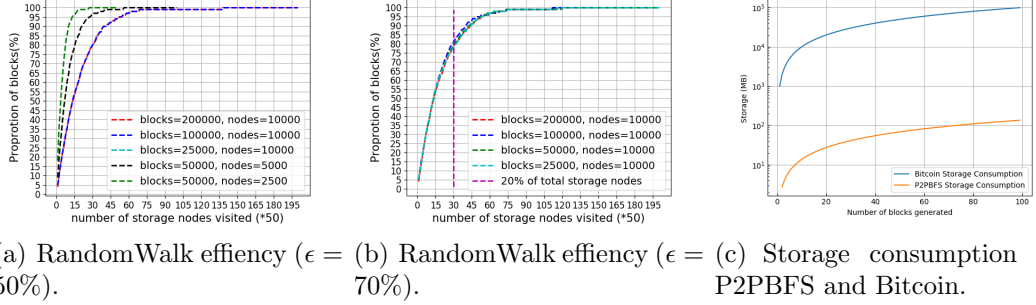 100
95
90
85
80
75
70
65
60
55
50
45
40
35
30
25
20
15
10
5
0
Proprotion of blocks(%)
blocks=200000, nodes=10000
blocks=100000, nodes=10000
blocks=25000, nodes=10000
blocks=50000, nodes=5000
blocks=50000, nodes=2500
0 15 30 45 60 75 90 105 120 135 150 165 180 195
number of storage nodes visited (*50)
100
95
90
85
80
75
70
65
60
55
50
45
40
35
30
25
20
15
10
5
0
Proportion of blocks(%)
blocks=200000, nodes=10000
blocks=100000, nodes=10000
blocks=50000, nodes=10000
blocks=25000, nodes=10000
20% of total storage nodes
0 15 30 45 60 75 90 105 120 135 150 165 180 195
number of storage nodes visited (*50)
10⁵
10⁴
10³
10²
10¹
Storage (MB)
Bitcoin Storage Consumption
P2PBFS Storage Consumption
0 20 40 60 80 100
Number of blocks generated
a) RandomWalk effiency (ϵ =
50%).
(b) RandomWalk effiency (ϵ =
70%).
(c) Storage consumption
P2PBFS and Bitcoin.